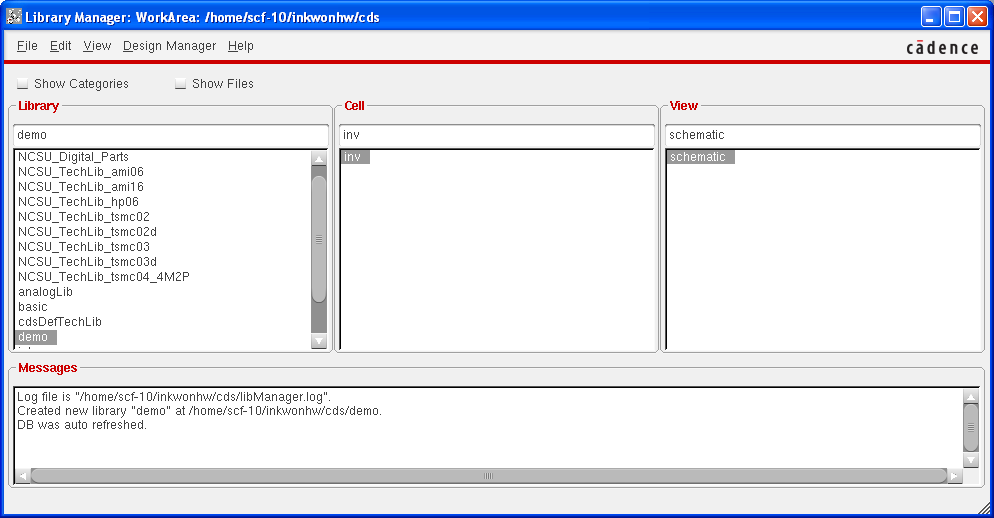 Library Manager: WorkArea: /home/scf-10/inkwonhw/cds
File Edit View Design Manager Help
cādence
Show Categories Show Files
Library Cell View
demo inv schematic
NCSU_Digital_Parts inv schematic
NCSU_TechLib_ami06
NCSU_TechLib_ami16
NCSU_TechLib_hp06
NCSU_TechLib_tsmc02
NCSU_TechLib_tsmc02d
NCSU_TechLib_tsmc03
NCSU_TechLib_tsmc03d
NCSU_TechLib_tsmc04_4M2P
analogLib
basic
cdsDefTechLib
demo
Messages
Log file is "/home/scf-10/inkwonhw/cds/libManager.log".
Created new library "demo" at /home/scf-10/inkwonhw/cds/demo.
DB was auto refreshed.